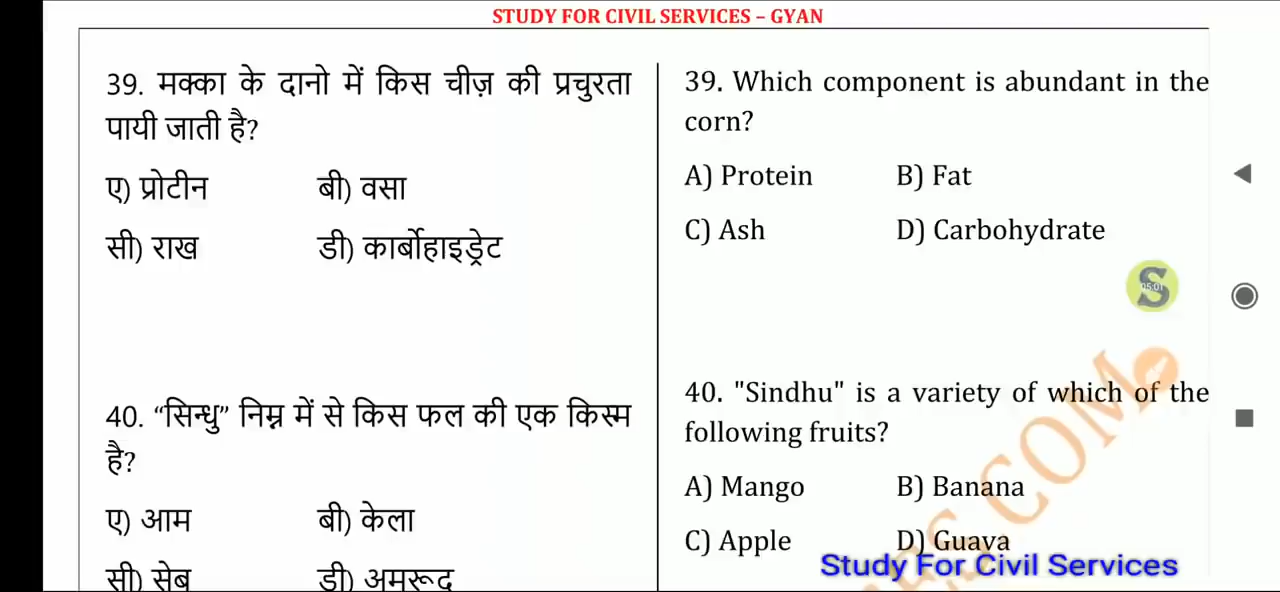 STUDY FOR CIVIL SERVICES – GYAN
39. मक्का के दानो में किस चीज़ की प्रचुरता
पायी जाती है?
ए) प्रोटीन बी) वसा
सी) राख डी) कार्बोहाइड्रेट
40. “सिन्धु” निम्न में से किस फल की एक किस्म
है?
ए) आम बी) केला
सी) सेब डी) अमरूद
39. Which component is abundant in the
corn?
A) Protein B) Fat
C) Ash D) Carbohydrate
S
05:01
40. "Sindhu" is a variety of which of the
following fruits?
A) Mango B) Banana
C) Apple D) Guava
Study For Civil Services